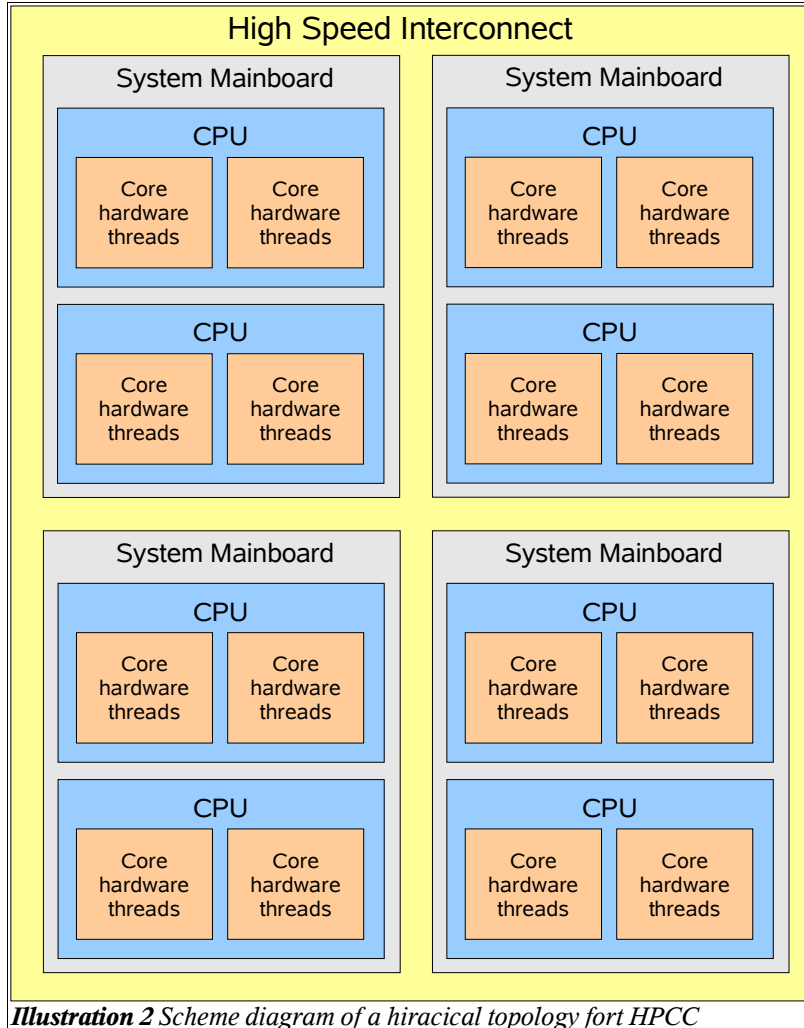 High Speed Interconnect
System Mainboard
CPU
Core
hardware
threads
Core
hardware
threads
CPU
Core
hardware
threads
Core
hardware
threads
System Mainboard
CPU
Core
hardware
threads
Core
hardware
threads
CPU
Core
hardware
threads
Core
hardware
threads
System Mainboard
CPU
Core
hardware
threads
Core
hardware
threads
CPU
Core
hardware
threads
Core
hardware
threads
System Mainboard
CPU
Core
hardware
threads
Core
hardware
threads
CPU
Core
hardware
threads
Core
hardware
threads
Illustration 2 Scheme diagram of a hiracical topology fort HPCC